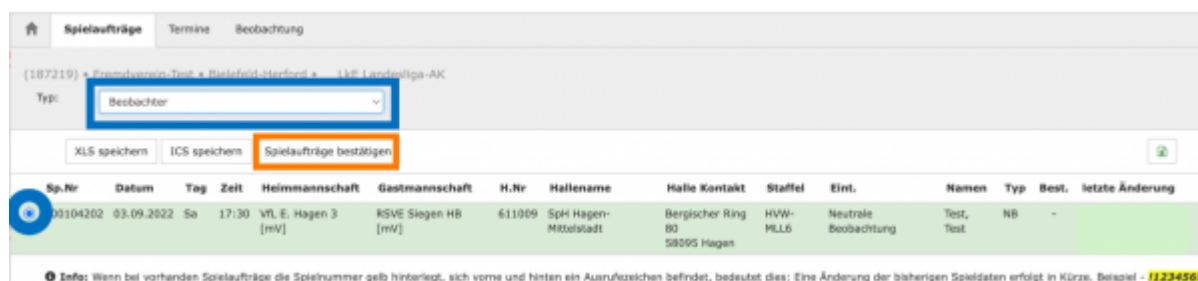 Spielaufträge Termine Beobachtung
(187219) • Fremdverein-Test • Bielefeld-Herford • LkE Landesliga-AK
Typ: Beobachter
XLS speichern ICS speichern Spielaufträge bestätigen
Sp.Nr Datum Tag Zeit Heimmannschaft Gastmannschaft H.Nr Hallename Halle Kontakt Staffel Eint. Namen Typ Best. letzte Änderung
00104202 03.09.2022 Sa 17:30 VfL E. Hagen 3 RSVE Siegen HB 611009 SpH Hagen- Bergischer Ring HVW- Neutrale Test, NB -
[mV] [mV] Mittelstadt 80 MLL6 Beobachtung Test
58095 Hagen
Info: Wenn bei vorhanden Spielaufträge die Spielnummer gelb hinterlegt, sich vorne und hinten ein Ausrufezeichen befindet, bedeutet dies: Eine Änderung der bisherigen Spieldaten erfolgt in Kürze. Beispiel - !123456